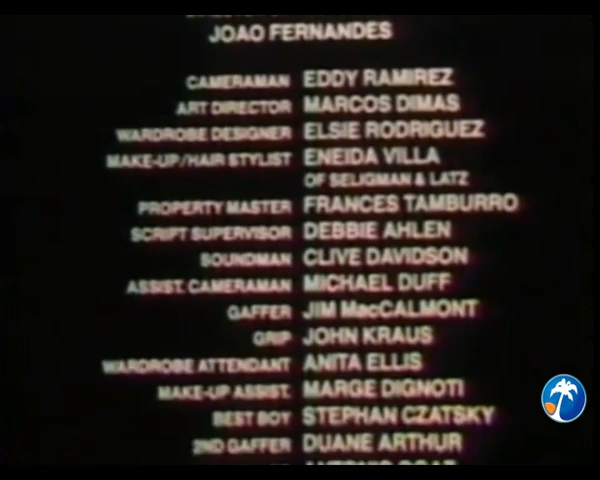 JOAO FERNANDES
CAMERAMAN EDDY RAMIREZ
ART DIRECTOR MARCOS DIMAS
WARDROBE DESIGNER ELSIE RODRIGUEZ
MAKE-UP/HAIR STYLIST ENEIDA VILLA
OF SELIGMAN & LATZ
PROPERTY MASTER FRANCES TAMBURRO
SCRIPT SUPERVISOR DEBBIE AHLEN
SOUNDMAN CLIVE DAVIDSON
ASSIST. CAMERAMAN MICHAEL DUFF
GAFFER JIM MacCALMONT
GRIP JOHN KRAUS
WARDROBE ATTENDANT ANITA ELLIS
MAKE-UP ASSIST. MARGE DIGNOTI
BEST BOY STEPHAN CZATSKY
2ND GAFFER DUANE ARTHUR